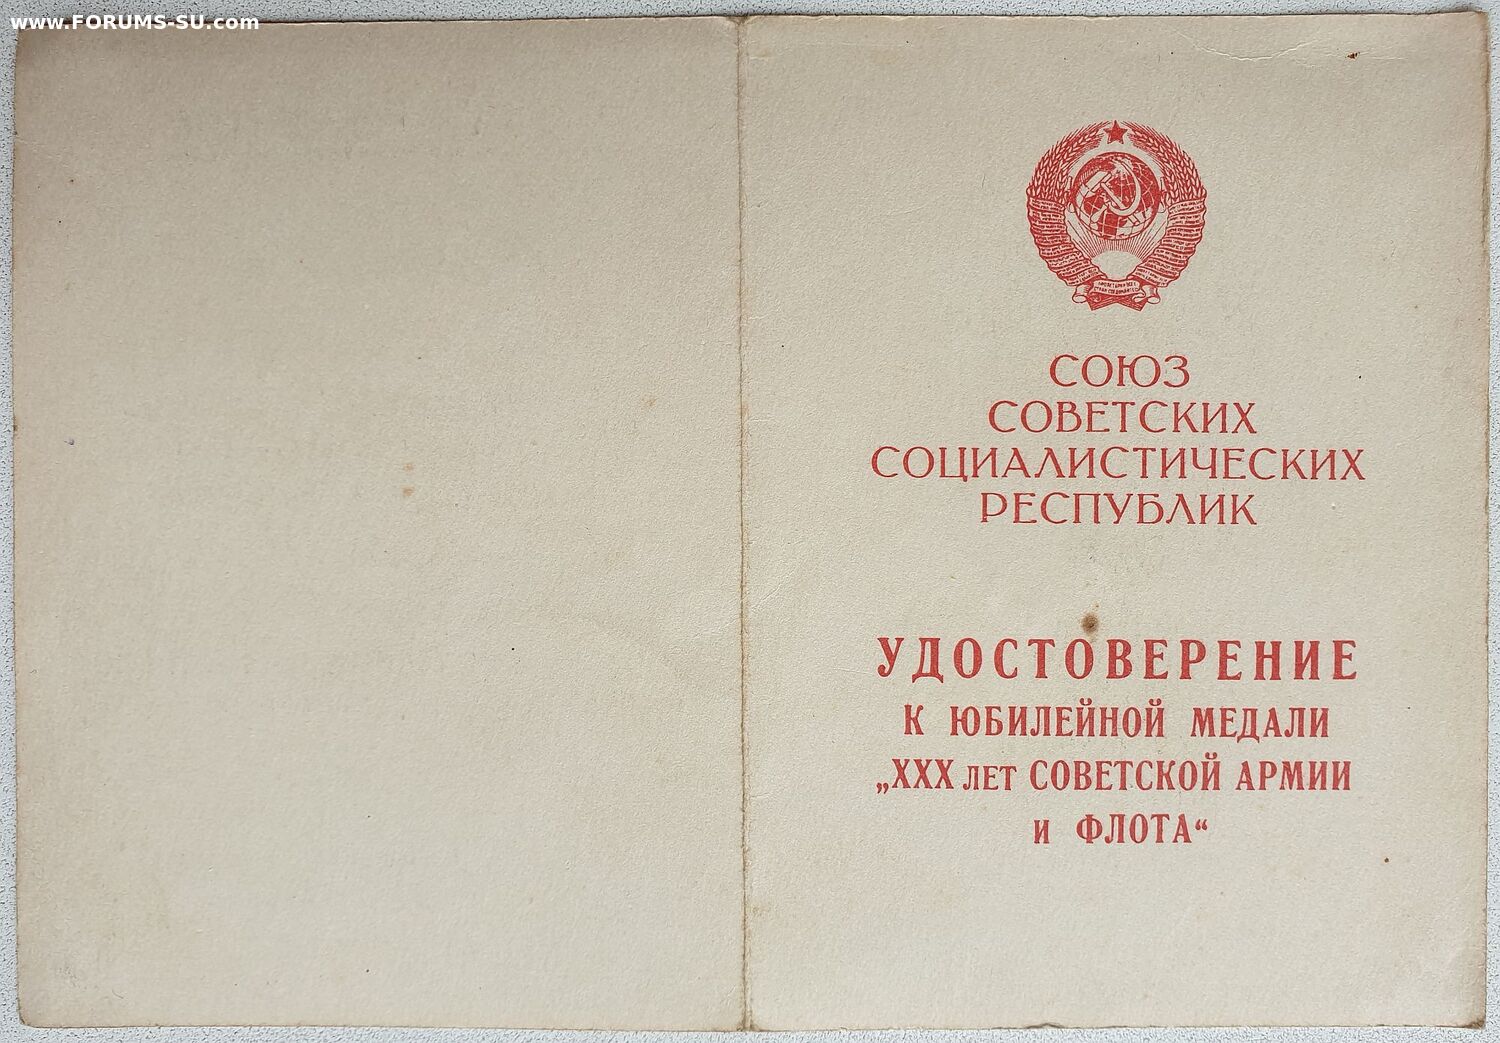 www.FORUMS-SU.com
СОЮЗ
СОВЕТСКИХ
СОЦИАЛИСТИЧЕСКИХ
РЕСПУБЛИК
УДОСТОВЕРЕНИЕ
К ЮБИЛЕЙНОЙ МЕДАЛИ
„XXX ЛЕТ СОВЕТСКОЙ АРМИИ
И ФЛОТА“